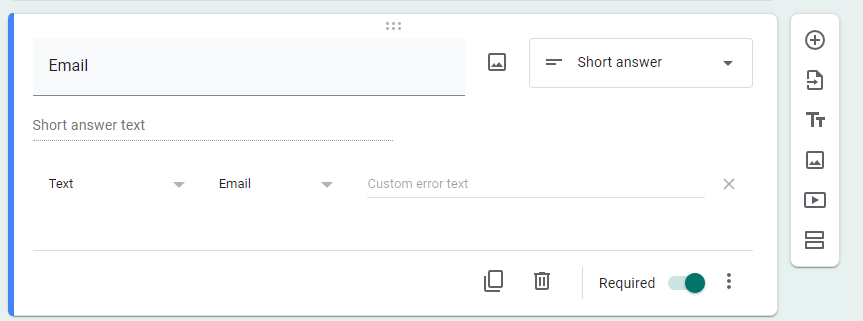 Email
Short answer
Short answer text
Text
Email
Custom error text
Required